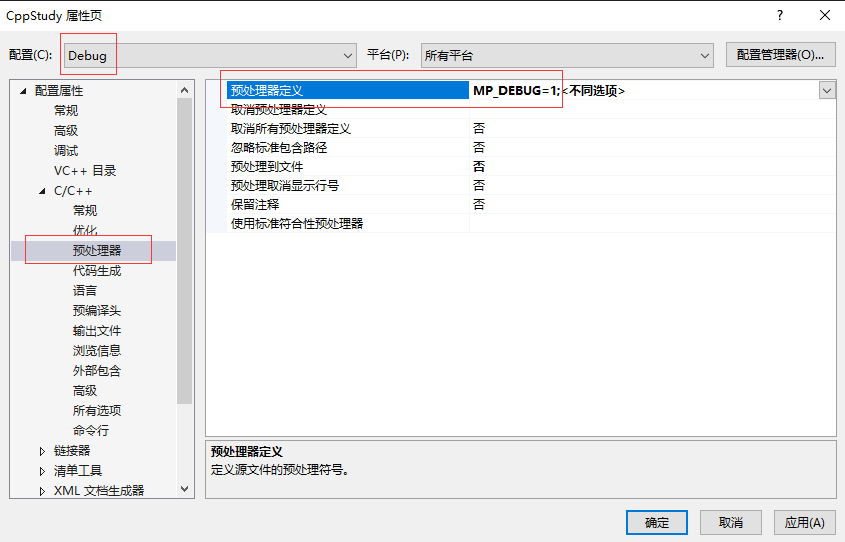 CppStudy 属性页
配置(C): Debug 平台(P): 所有平台 配置管理器(O)...
配置属性
常规
高级
调试
VC++ 目录
C/C++
常规
优化
预处理器
代码生成
语言
预编译头
输出文件
浏览信息
外部包含
高级
所有选项
命令行
链接器
清单工具
XML 文档生成器
预处理器定义 MP_DEBUG=1;<不同选项>
取消预处理器定义
取消所有预处理器定义 否
忽略标准包含路径 否
预处理到文件 否
预处理取消显示行号 否
保留注释 否
使用标准符合性预处理器
预处理器定义
定义源文件的预处理符号。
确定 取消 应用(A)